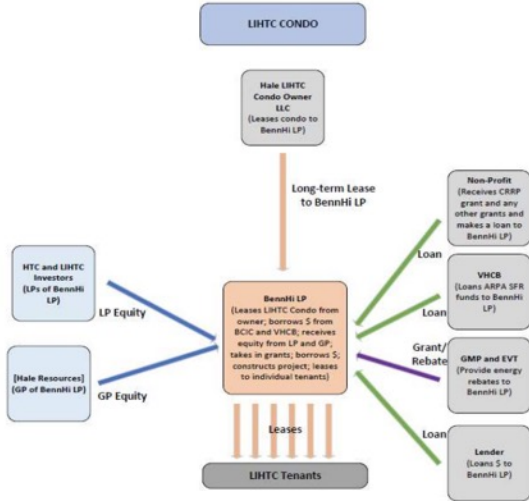 LIHTC CONDO
Hale LIHTC
Condo Owner
LLC
(Leases condo to
BennHi LP)
Long-term Lease
to BennHi LP
Non-Profit
(Receives CRRP
grant and any
other grants and
makes a loan to
BennHi LP)
Loan
HTC and LIHTC
Investors
(LPs of BennHi
LP)
LP Equity
BennHi LP
(Leases LIHTC Condo from
owner; borrows $ from
BCIC and VHCB; receives
equity from LP and GP;
takes in grants; borrows $;
constructs project; leases
to individual tenants)
VHCB
(Loans ARPA SFR
funds to BennHi
LP)
Loan
Grant/
Rebate
[Hale Resources]
(GP of BennHi LP)
GP Equity
GMP and EVT
(Provide energy
rebates to
BennHi LP)
Loan
Lender
(Loans $ to
BennHi LP)
Leases
LIHTC Tenants